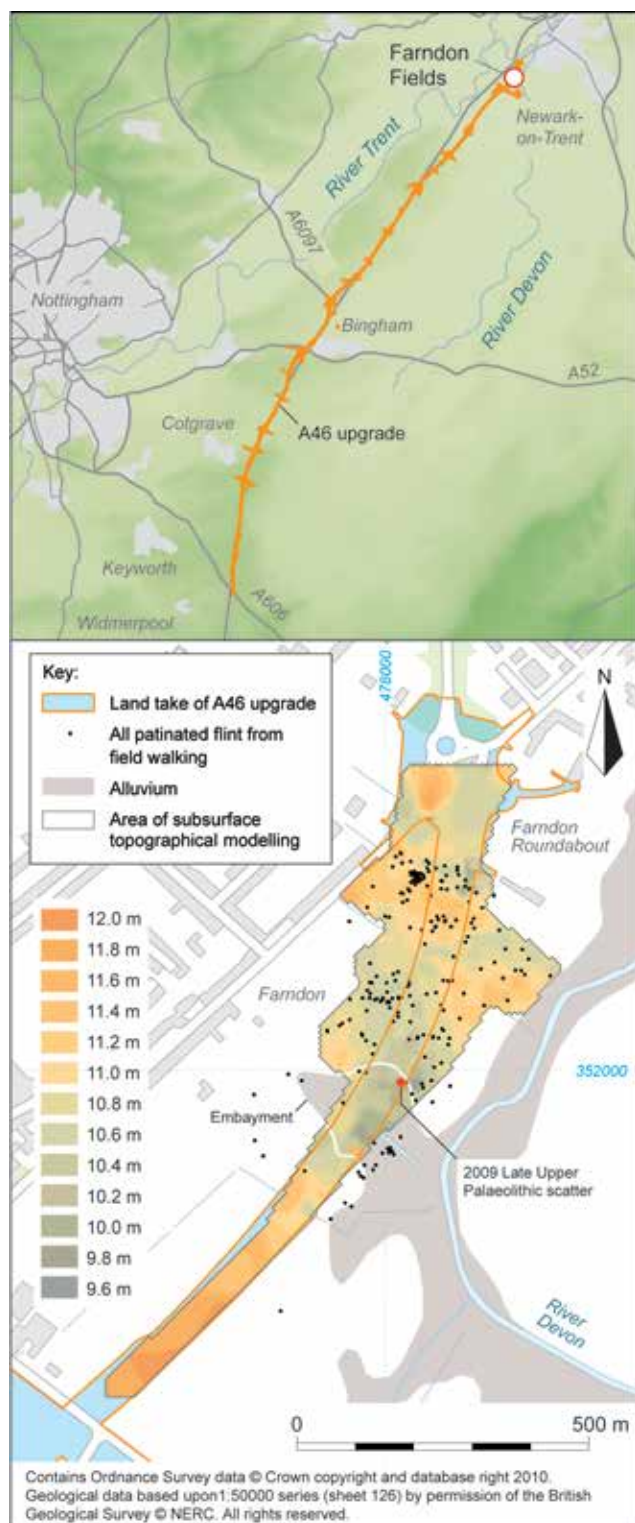 Farndon
Fields
Newark-
on-Trent
River Trent
A6097
River Devon
Nottingham
Bingham
A52
Cotgrave
A46 upgrade
Keyworth
A606
Widmerpool
Key:
Land take of A46 upgrade
All patinated flint from
field walking
Alluvium
Area of subsurface
topographical modelling
478000
N
Farndon
Roundabout
12.0 m
11.8 m
11.6 m
11.4 m
11.2 m
11.0 m
10.8 m
10.6 m
10.4 m
10.2 m
10.0 m
9.8 m
9.6 m
Farndon
352000
Embayment
2009 Late Upper
Palaeolithic scatter
River
Devon
0 500 m
Contains Ordnance Survey data © Crown copyright and database right 2010.
Geological data based upon1:50000 series (sheet 126) by permission of the British
Geological Survey © NERC. All rights reserved.